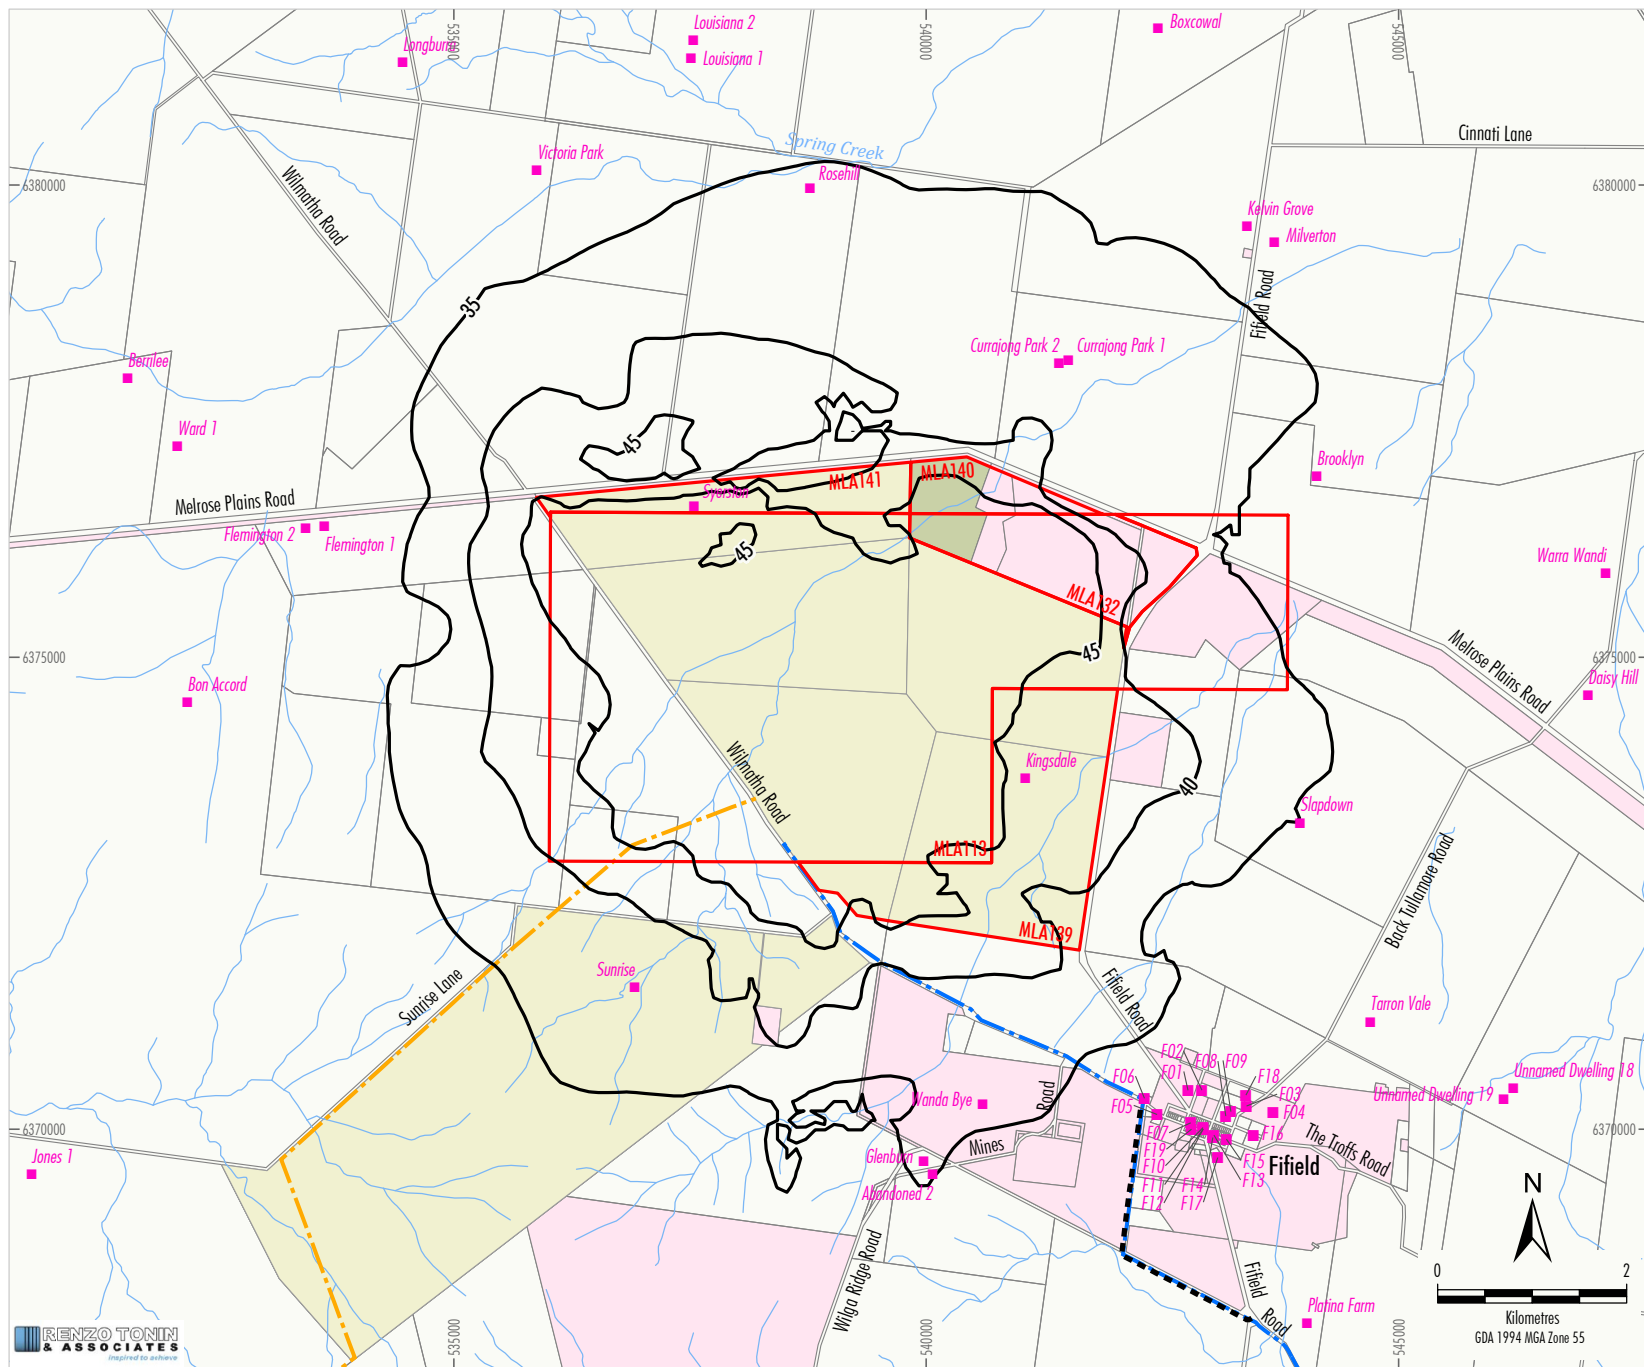 Louisiana 2
Boxcowal
535000
540000
545000
Longburn
Louisiana 1
Cinnati Lane
Spring Creek
Victoria Park
Rosehill
Wilmatha Road
6380000
6380000
Kelvin Grove
Milverton
Fifield Road
35
Currajong Park 2
Currajong Park 1
Bernlee
Ward 1
45
Brooklyn
MLA140
MLA141
Syerston
Melrose Plains Road
Flemington 2
Flemington 1
45
Warra Wandi
MLA132
6375000
45
6375000
Melrose Plains Road
Bon Accord
Daisy Hill
Wilmatha Road
Kingsdale
40
Slapdown
MLA113
Back Tullamore Road
MLA139
Sunrise
Sunrise Lane
Fifield Road
Tarron Vale
F02
F08
F09
F06
F01
F18
Unnamed Dwelling 18
Wanda Bye
Road
F05
F03
Unnamed Dwelling 19
F04
6370000
F07
F16
The Troffs Road
6370000
Mines
F19
Jones 1
Glenburn
F10
F15
Fifield
Abandoned 2
F11
F14
F13
F12
F17
N
Wilga Ridge Road
Fifield Road
0
2
Platina Farm
Kilometres
GDA 1994 MGA Zone 55
RENZO TONIN
& ASSOCIATES
inspired to achieve
535000
540000
545000